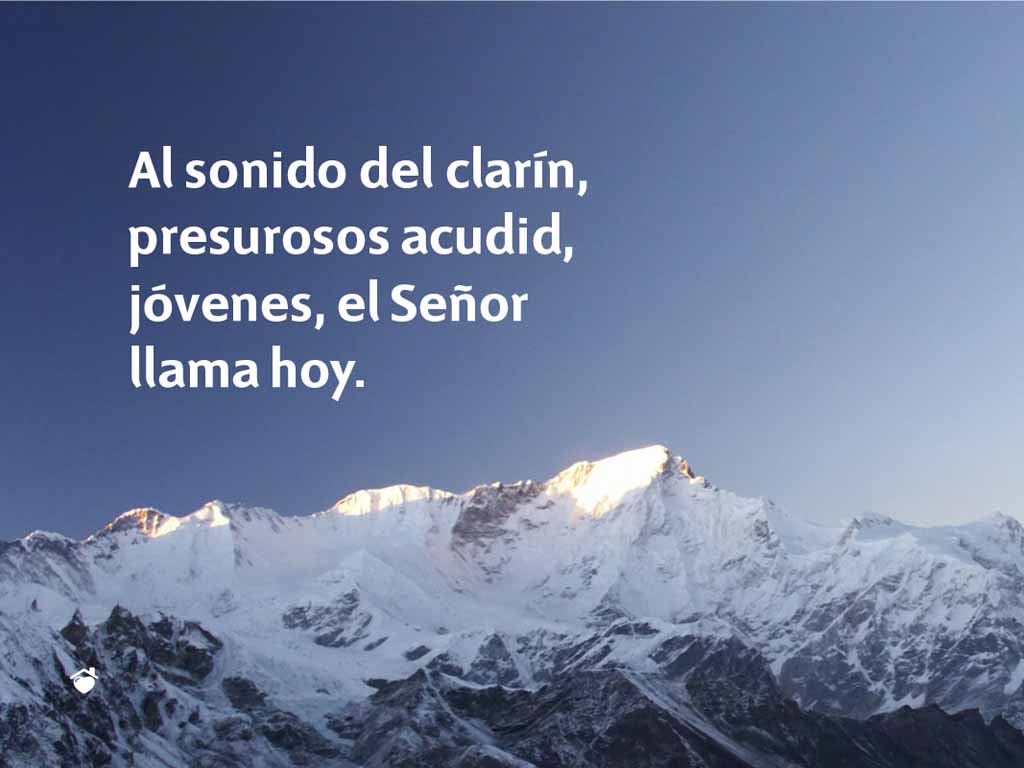 Al sonido del clarín,
presurosos acudid,
jóvenes, el Señor
llama hoy.